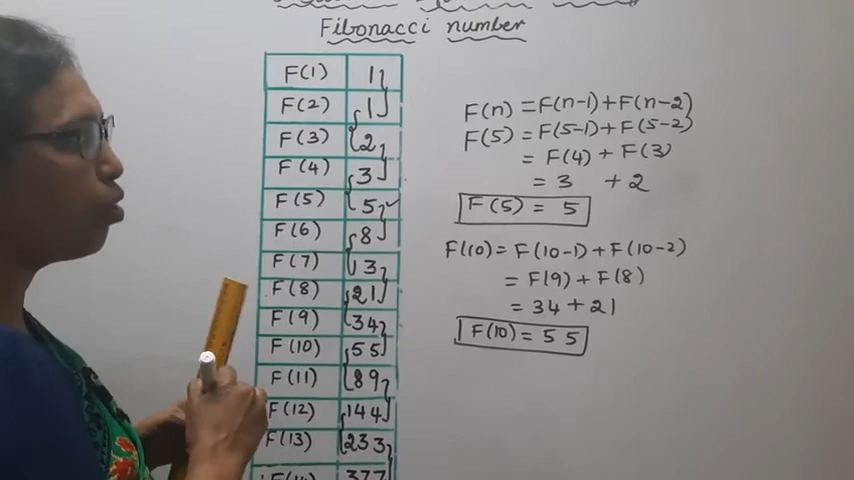 Fibonacci number
F(1) 1
F(2) 1
F(3) 2
F(4) 3
F(5) 5
F(6) 8
F(7) 13
F(8) 21
F(9) 34
F(10) 55
F(11) 89
F(12) 144
F(13) 233
377
F(n) = F(n-1) + F(n-2)
F(5) = F(5-1) + F(5-2)
= F(4) + F(3)
= 3 + 2
F(5) = 5
F(10) = F(10-1) + F(10-2)
= F(9) + F(8)
= 34 + 21
F(10) = 55